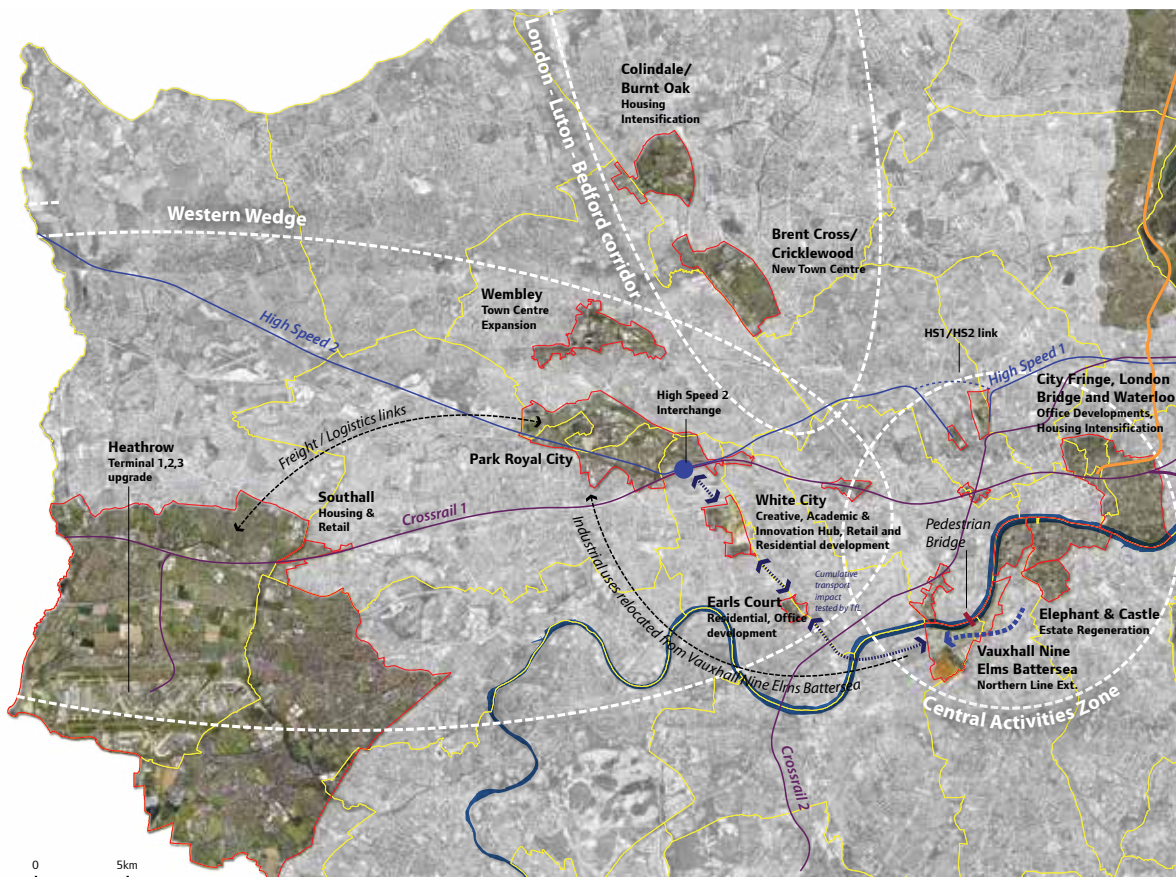 London - Luton - Bedford corridor
Colindale/
Burnt Oak
Housing
Intensification
Western Wedge
Brent Cross/
Cricklewood
New Town Centre
Wembley
Town Centre
Expansion
High Speed 2
HS1/HS2 link
High Speed 1
City Fringe, London
Bridge and Waterloo
Office Developments,
Housing Intensification
High Speed 2
Interchange
Freight / Logistics links
Park Royal City
Heathrow
Terminal 1,2,3
upgrade
Southall
Housing &
Retail
Crossrail 1
White City
Creative, Academic &
Innovation Hub, Retail and
Residential development
Pedestrian
Bridge
Industrial uses relocated from Vauxhall Nine Elms Battersea
Cumulative
transport
impact
tested by TfL
Earls Court
Residential, Office
development
Elephant & Castle
Estate Regeneration
Vauxhall Nine
Elms Battersea
Northern Line Ext.
Central Activities Zone
Crossrail 2
0 5km